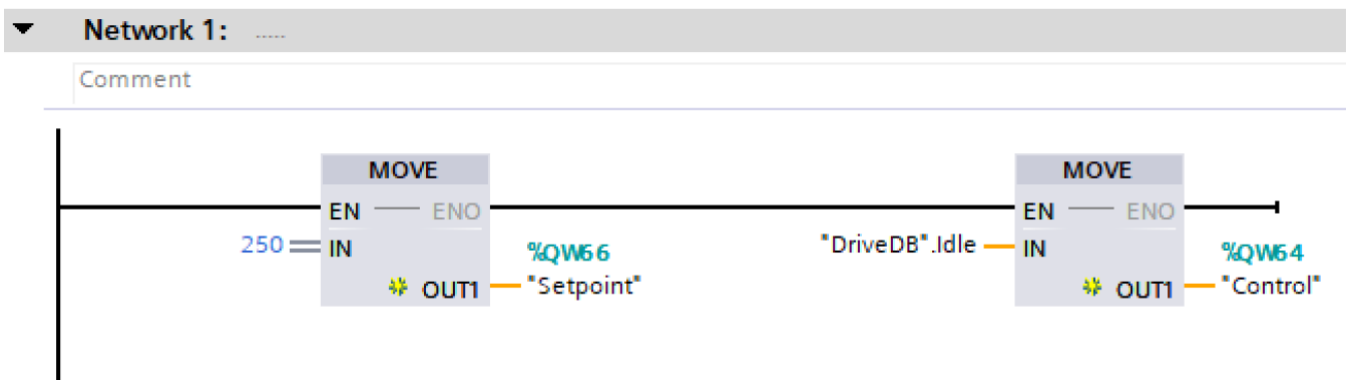 Network 1: .....
Comment
MOVE MOVE
EN ENO EN ENO
250 IN %QW66 "DriveDB".Idle IN %QW64
OUT1 "Setpoint" OUT1 "Control"